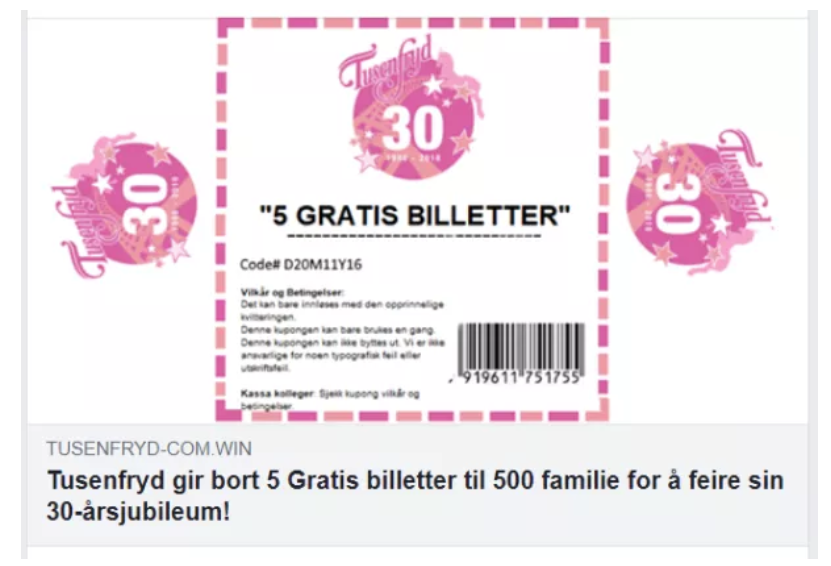 Tusenfryd
30
1988 - 2018
Tusenfryd
30
Tusenfryd
30
"5 GRATIS BILLETTER"
Code# D20M11Y16
Vilkår og Betingelser:
Det kan bare innløses med den opprinnelige
kvitteringen.
Denne kupongen kan bare brukes en gang.
Denne kupongen kan ikke byttes ut. Vi er ikke
ansvarlige for noen typografisk feil eller
utskriftsfeil.
919611 751755
Kassa kolleger: Sjekk kupong vilkår og
betingelser.
TUSENFRYD-COM.WIN
Tusenfryd gir bort 5 Gratis billetter til 500 familie for å feire sin
30-årsjubileum!